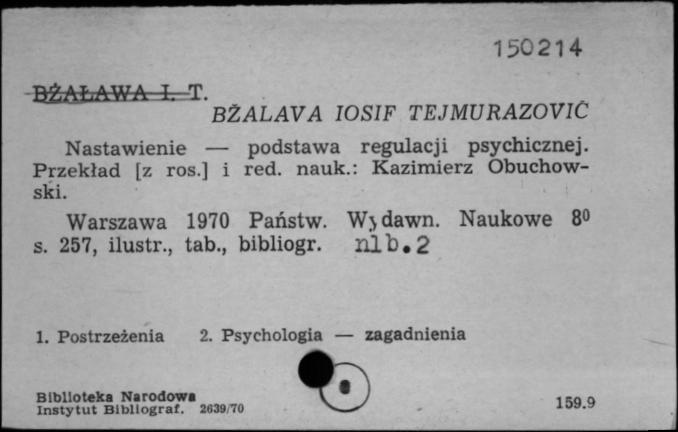 150214
BŻAŁAWA I. T.
BŽALAVA IOSIF TEJMURAZOVIČ
Nastawienie — podstawa regulacji psychicznej.
Przekład [z ros.] i red. nauk.: Kazimierz Obuchow-
ski.
Warszawa 1970 Państw. Wydawn. Naukowe 8⁰
s. 257, ilustr., tab., bibliogr. nlb.2
1. Postrzeżenia 2. Psychologia — zagadnienia
Biblioteka Narodowa
Instytut Bibliograf. 2639/70
159.9